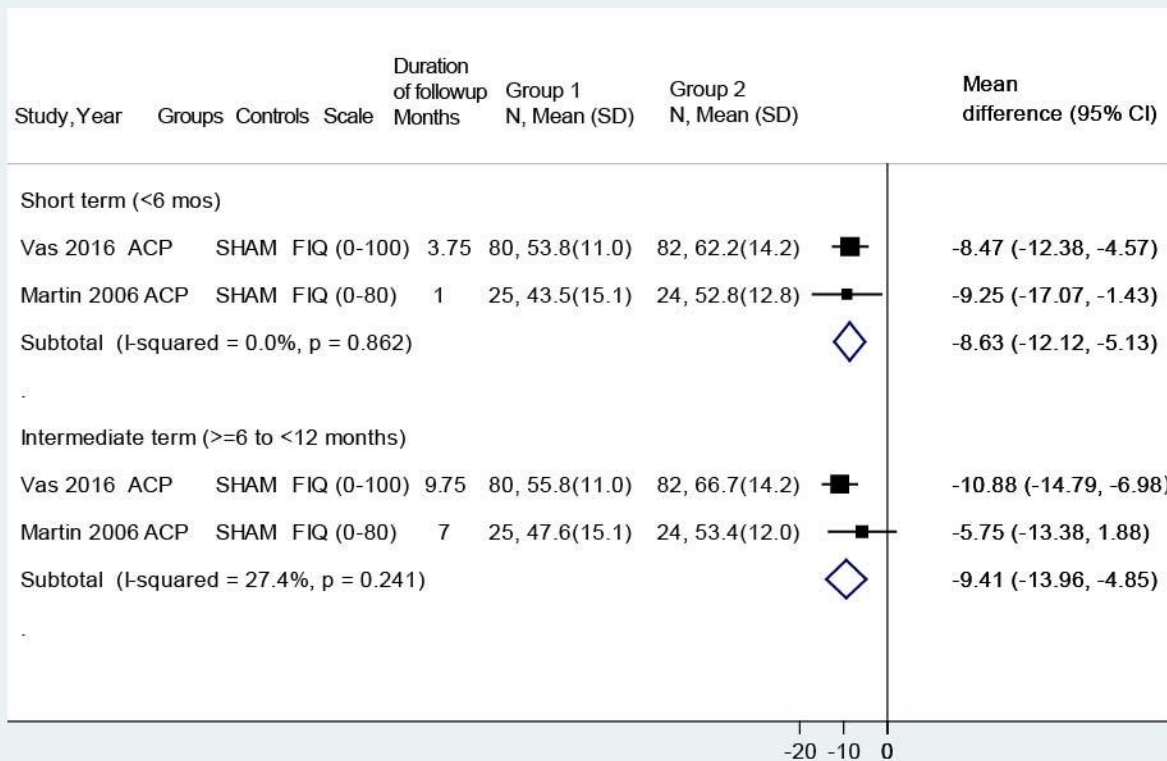 Study,Year Groups Controls Scale Duration of followup Months Group 1 N, Mean (SD) Group 2 N, Mean (SD) Mean difference (95% CI)
Short term (<6 mos)
Vas 2016 ACP SHAM FIQ (0-100) 3.75 80, 53.8(11.0) 82, 62.2(14.2) -8.47 (-12.38, -4.57)
Martin 2006 ACP SHAM FIQ (0-80) 1 25, 43.5(15.1) 24, 52.8(12.8) -9.25 (-17.07, -1.43)
Subtotal (I-squared = 0.0%, p = 0.862) -8.63 (-12.12, -5.13)
.
Intermediate term (>=6 to <12 months)
Vas 2016 ACP SHAM FIQ (0-100) 9.75 80, 55.8(11.0) 82, 66.7(14.2) -10.88 (-14.79, -6.98)
Martin 2006 ACP SHAM FIQ (0-80) 7 25, 47.6(15.1) 24, 53.4(12.0) -5.75 (-13.38, 1.88)
Subtotal (I-squared = 27.4%, p = 0.241) -9.41 (-13.96, -4.85)
.
-20 -10 0